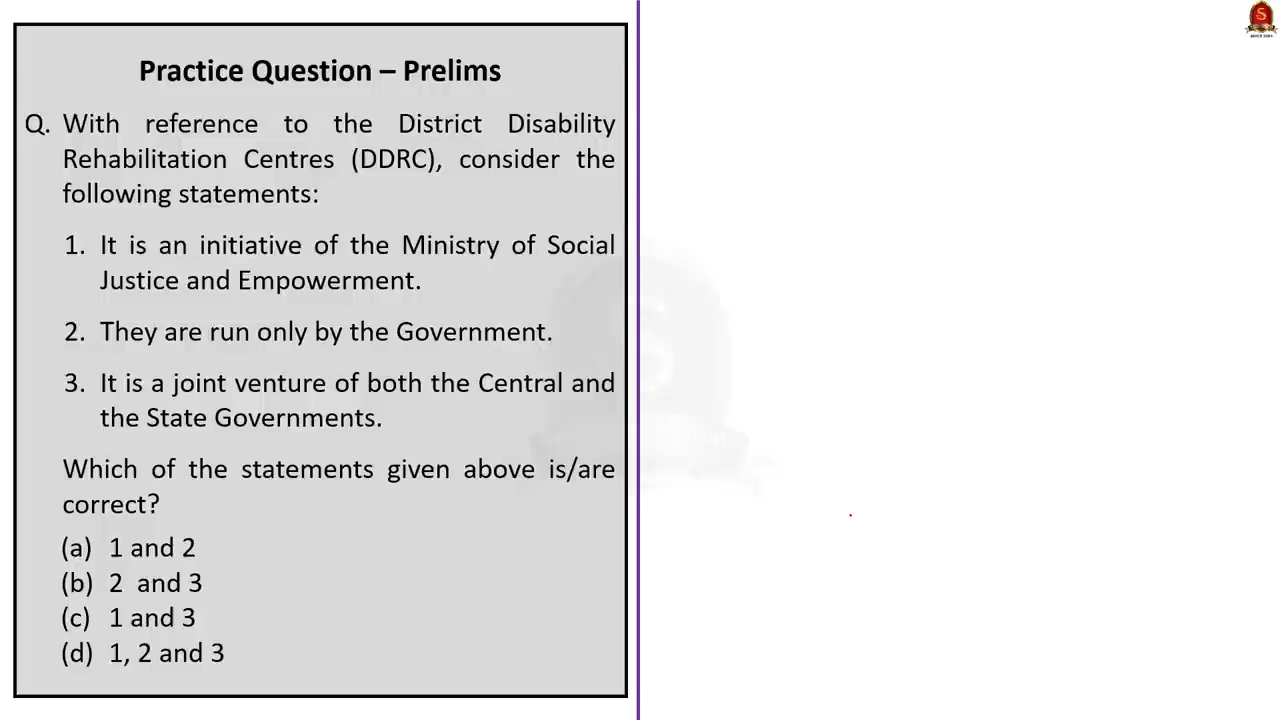 Practice Question – Prelims
Q. With reference to the District Disability
Rehabilitation Centres (DDRC), consider the
following statements:
1. It is an initiative of the Ministry of Social
Justice and Empowerment.
2. They are run only by the Government.
3. It is a joint venture of both the Central and
the State Governments.
Which of the statements given above is/are
correct?
(a) 1 and 2
(b) 2 and 3
(c) 1 and 3
(d) 1, 2 and 3
S